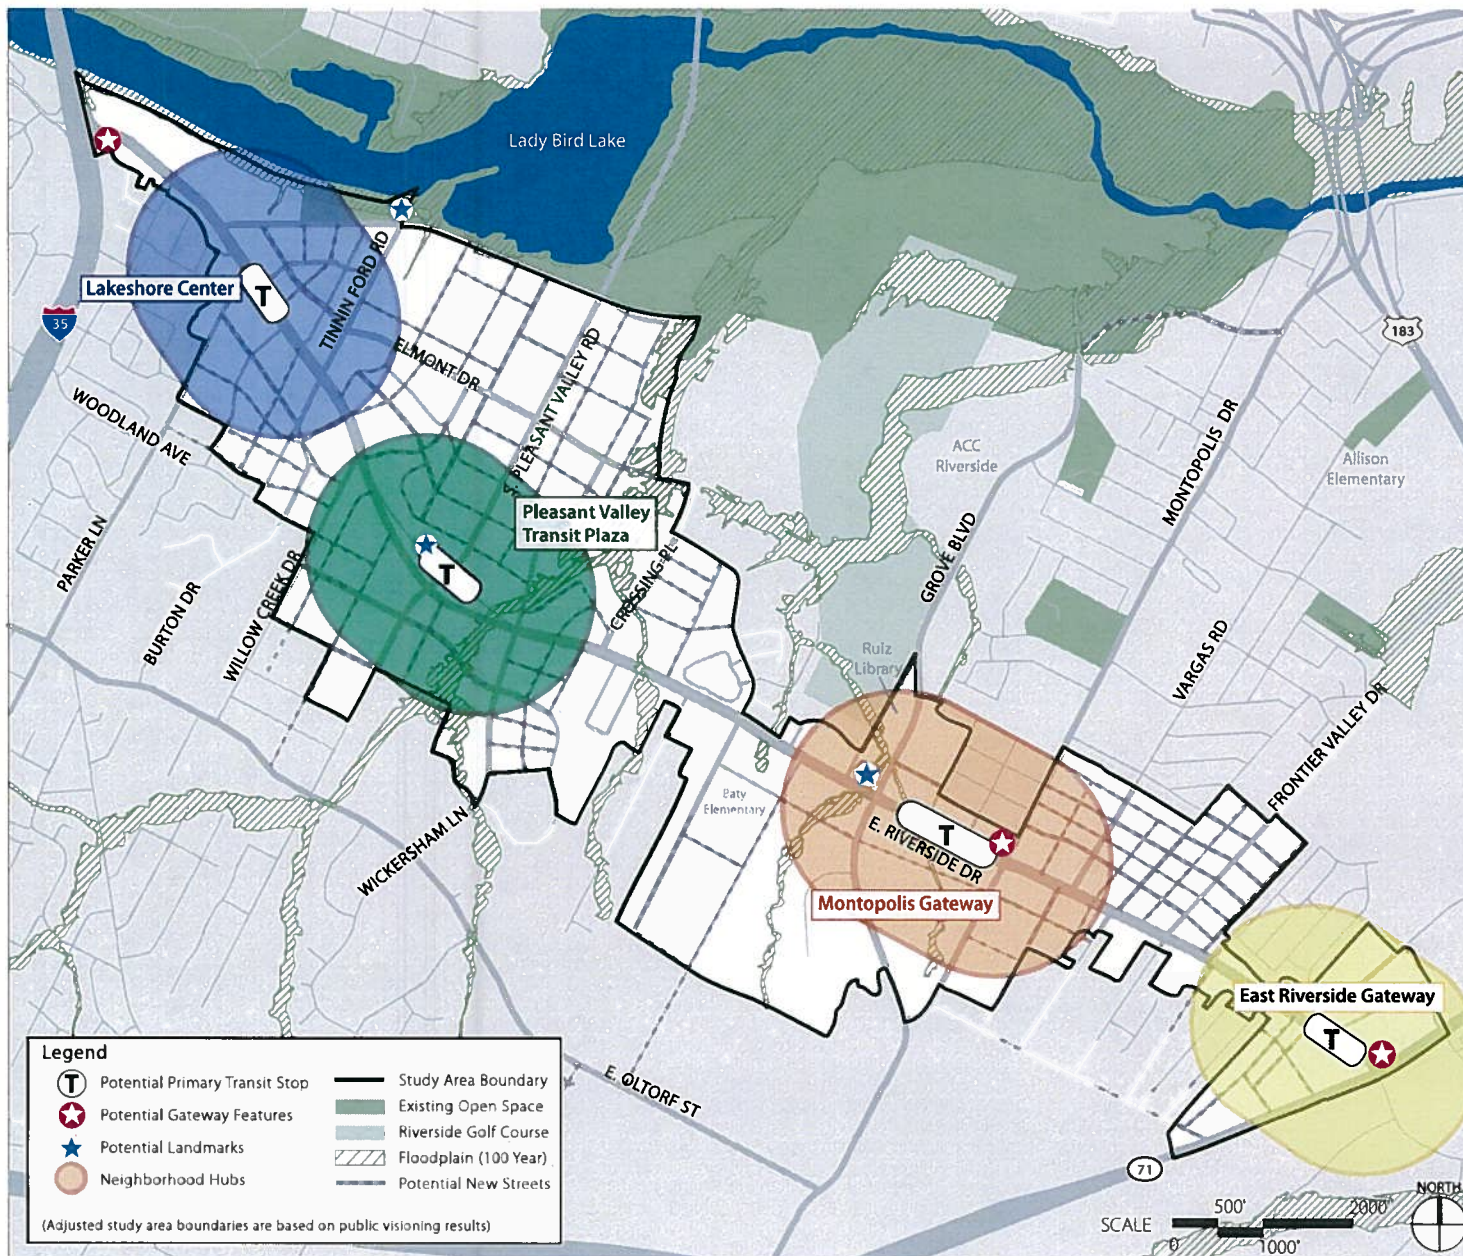 Lady Bird Lake
Lakeshore Center
T
35
TINNIN FORD RD
ELMONT DR
S. PLEASANT VALLEY RD
183
WOODLAND AVE
ACC
Riverside
MONTOPOLIS DR
Allison
Elementary
Pleasant Valley
Transit Plaza
T
PARKER LN
BURTON DR
WILLOW CREEK DR
CROSSING PL
GROVE BLVD
Ruiz
Library
VARGAS RD
FRONTIER VALLEY DR
Baty
Elementary
WICKERSHAM LN
T
E. RIVERSIDE DR
Montopolis Gateway
East Riverside Gateway
T
E. OLTORF ST
71
Legend
T Potential Primary Transit Stop
Potential Gateway Features
Potential Landmarks
Neighborhood Hubs
Study Area Boundary
Existing Open Space
Riverside Golf Course
Floodplain (100 Year)
Potential New Streets
(Adjusted study area boundaries are based on public visioning results)
NORTH
SCALE
500'
2000'
0
1000'